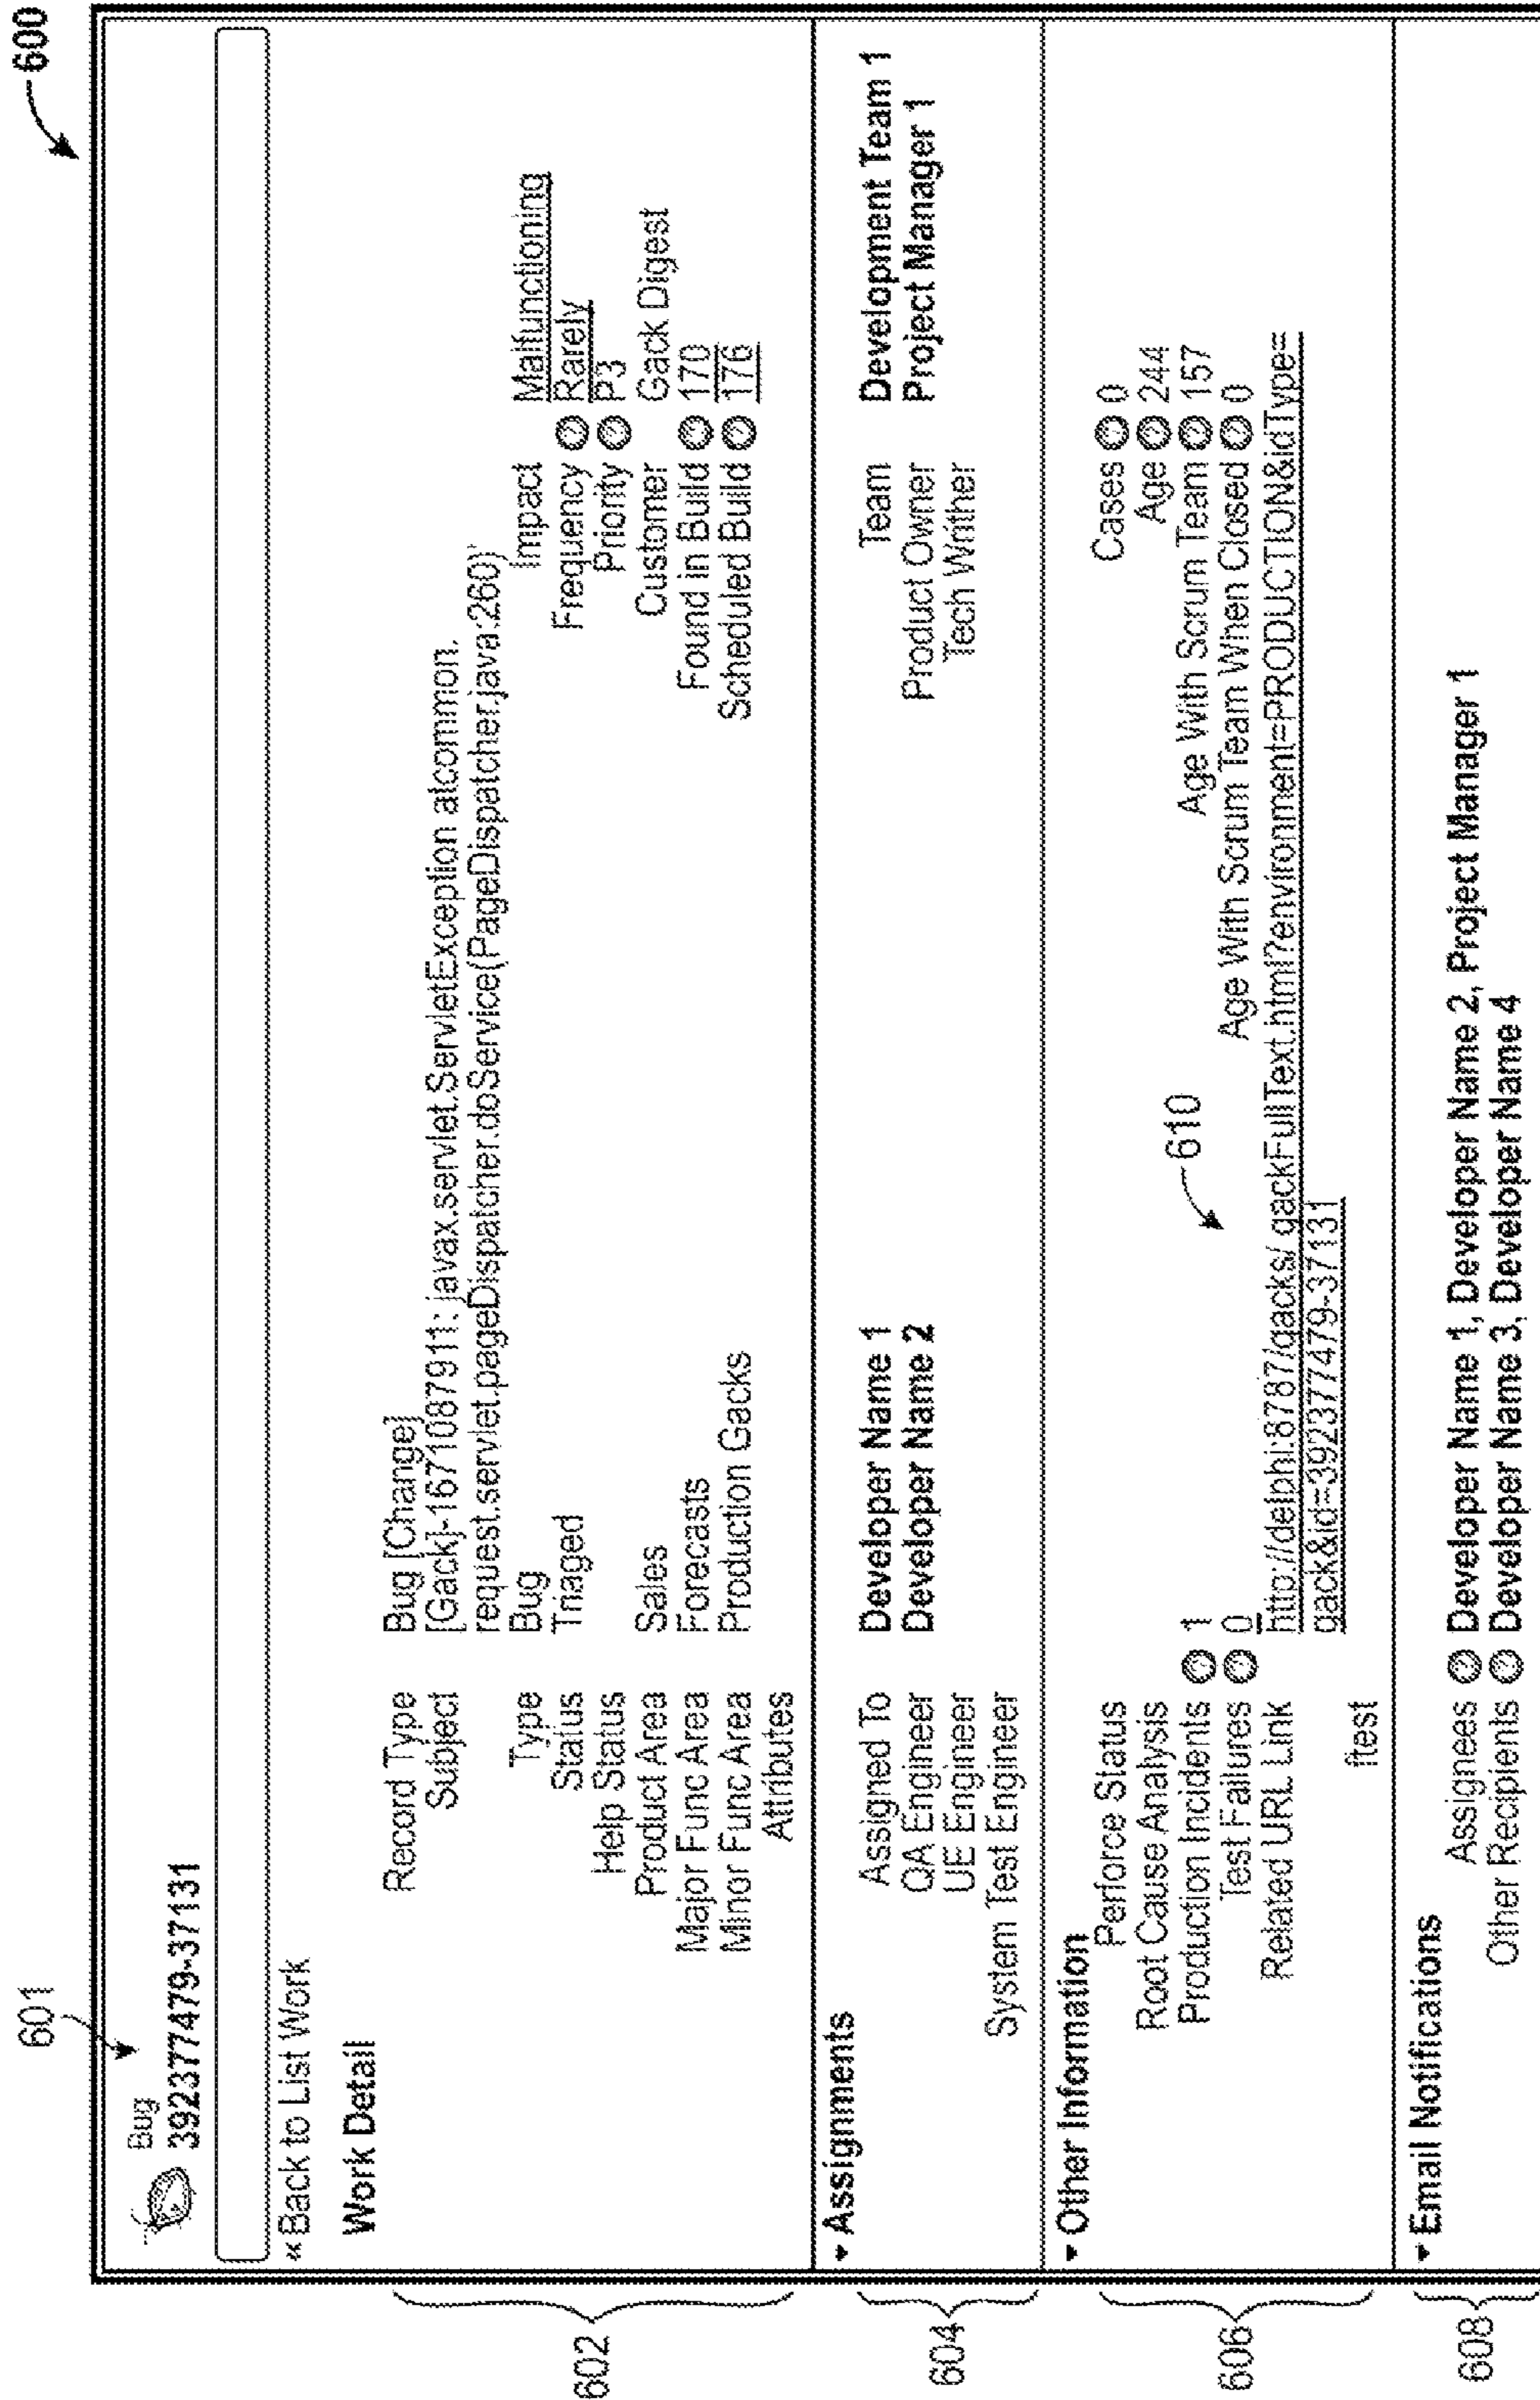 600
601
Bug
392377479-37131
«Back to List Work
Work Detail
602
Record Type Bug [Change]
Subject [Gack]-1671087911: javax.servlet.ServletException atcommon.
request.servlet.pageDispatcher.doService(PageDispatcher.java:260)'
Type Bug Impact Malfunctioning
Status Triaged Frequency Rarely
Help Status Priority P3
Product Area Sales Customer Gack Digest
Major Func Area Forecasts Found in Build 170
Minor Func Area Production Gacks Scheduled Build 176
Attributes
604
Assignments
Assigned To Developer Name 1 Team Development Team 1
QA Engineer Developer Name 2 Product Owner Project Manager 1
UE Engineer Tech Writher
System Test Engineer
606
Other Information
Perforce Status Cases 0
Root Cause Analysis Age 244
Production Incidents 1 Age With Scrum Team 157
Test Failures 0 Age With Scrum Team When Closed 0
610
Related URL Link http://delphi:8787/gacks/ gackFullText.html?environment=PRODUCTION&idType=
gack&id=392377479-37131
ftest
608
Email Notifications
Assignees Developer Name 1, Developer Name 2, Project Manager 1
Other Recipients Developer Name 3, Developer Name 4